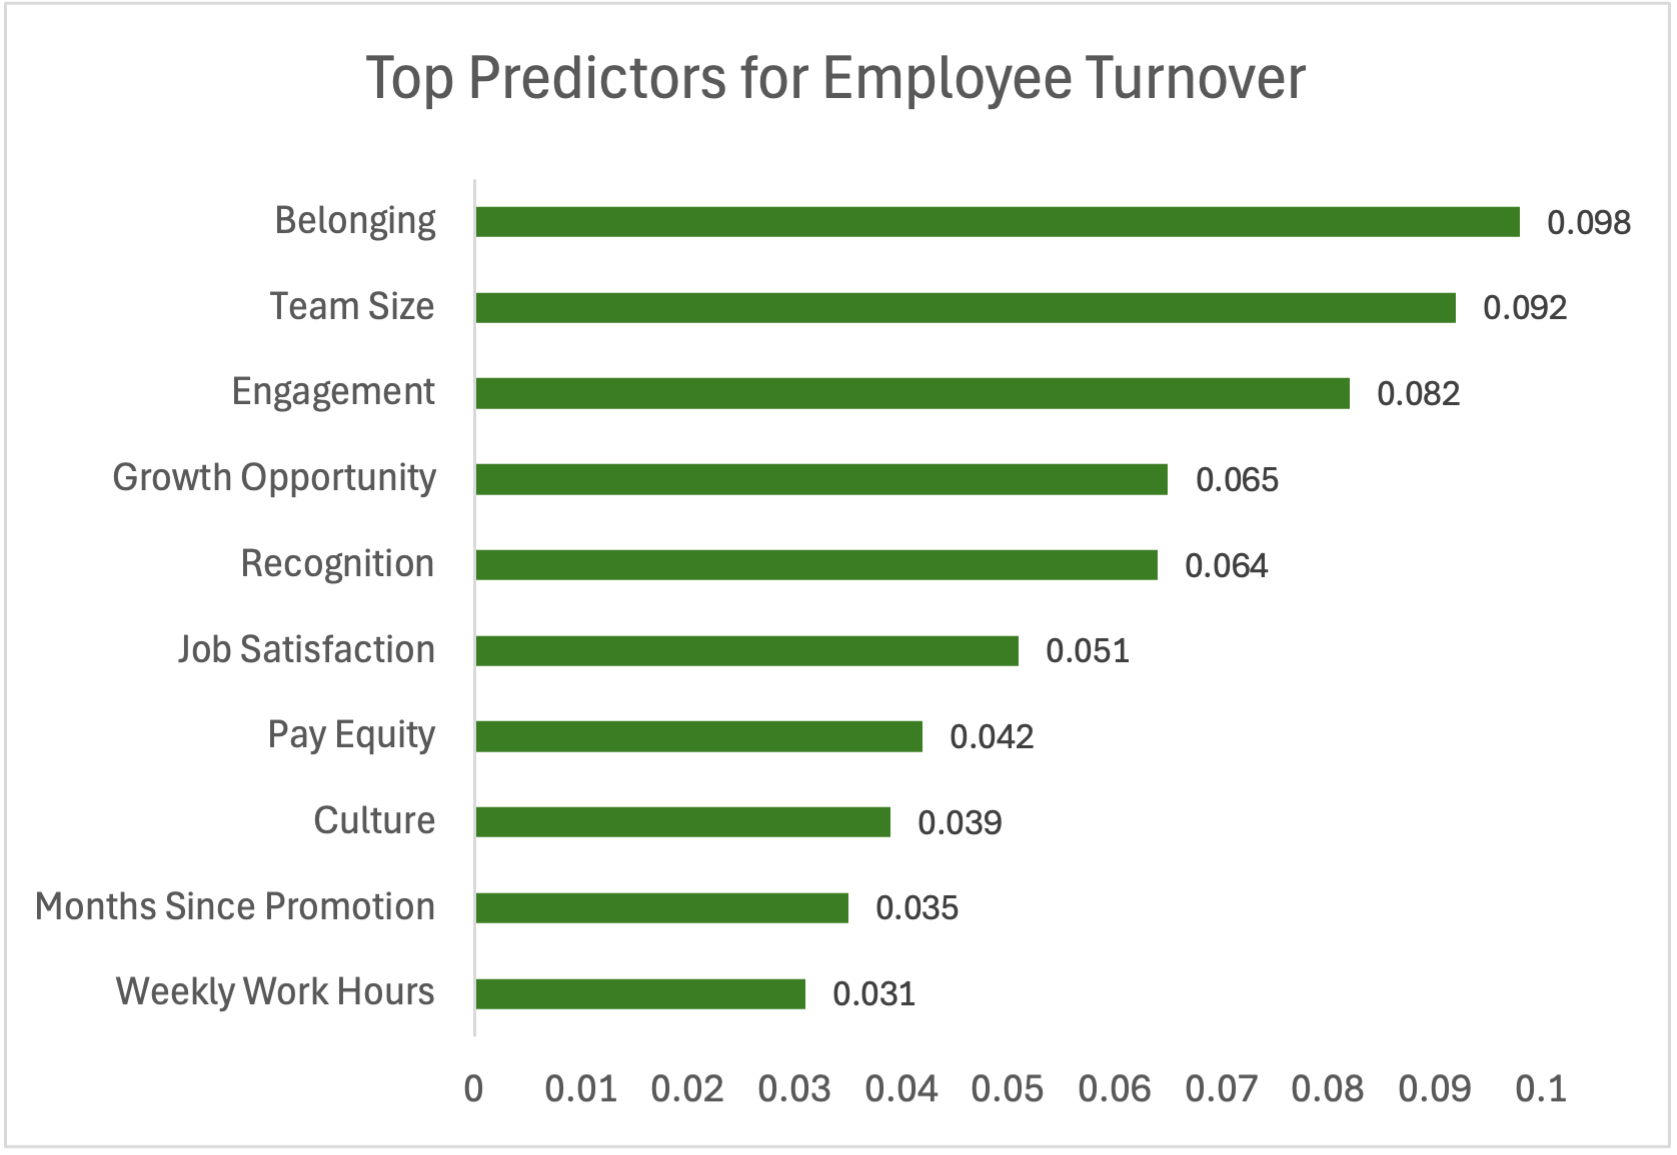 Top Predictors for Employee Turnover
Belonging 0.098
Team Size 0.092
Engagement 0.082
Growth Opportunity 0.065
Recognition 0.064
Job Satisfaction 0.051
Pay Equity 0.042
Culture 0.039
Months Since Promotion 0.035
Weekly Work Hours 0.031
0 0.01 0.02 0.03 0.04 0.05 0.06 0.07 0.08 0.09 0.1